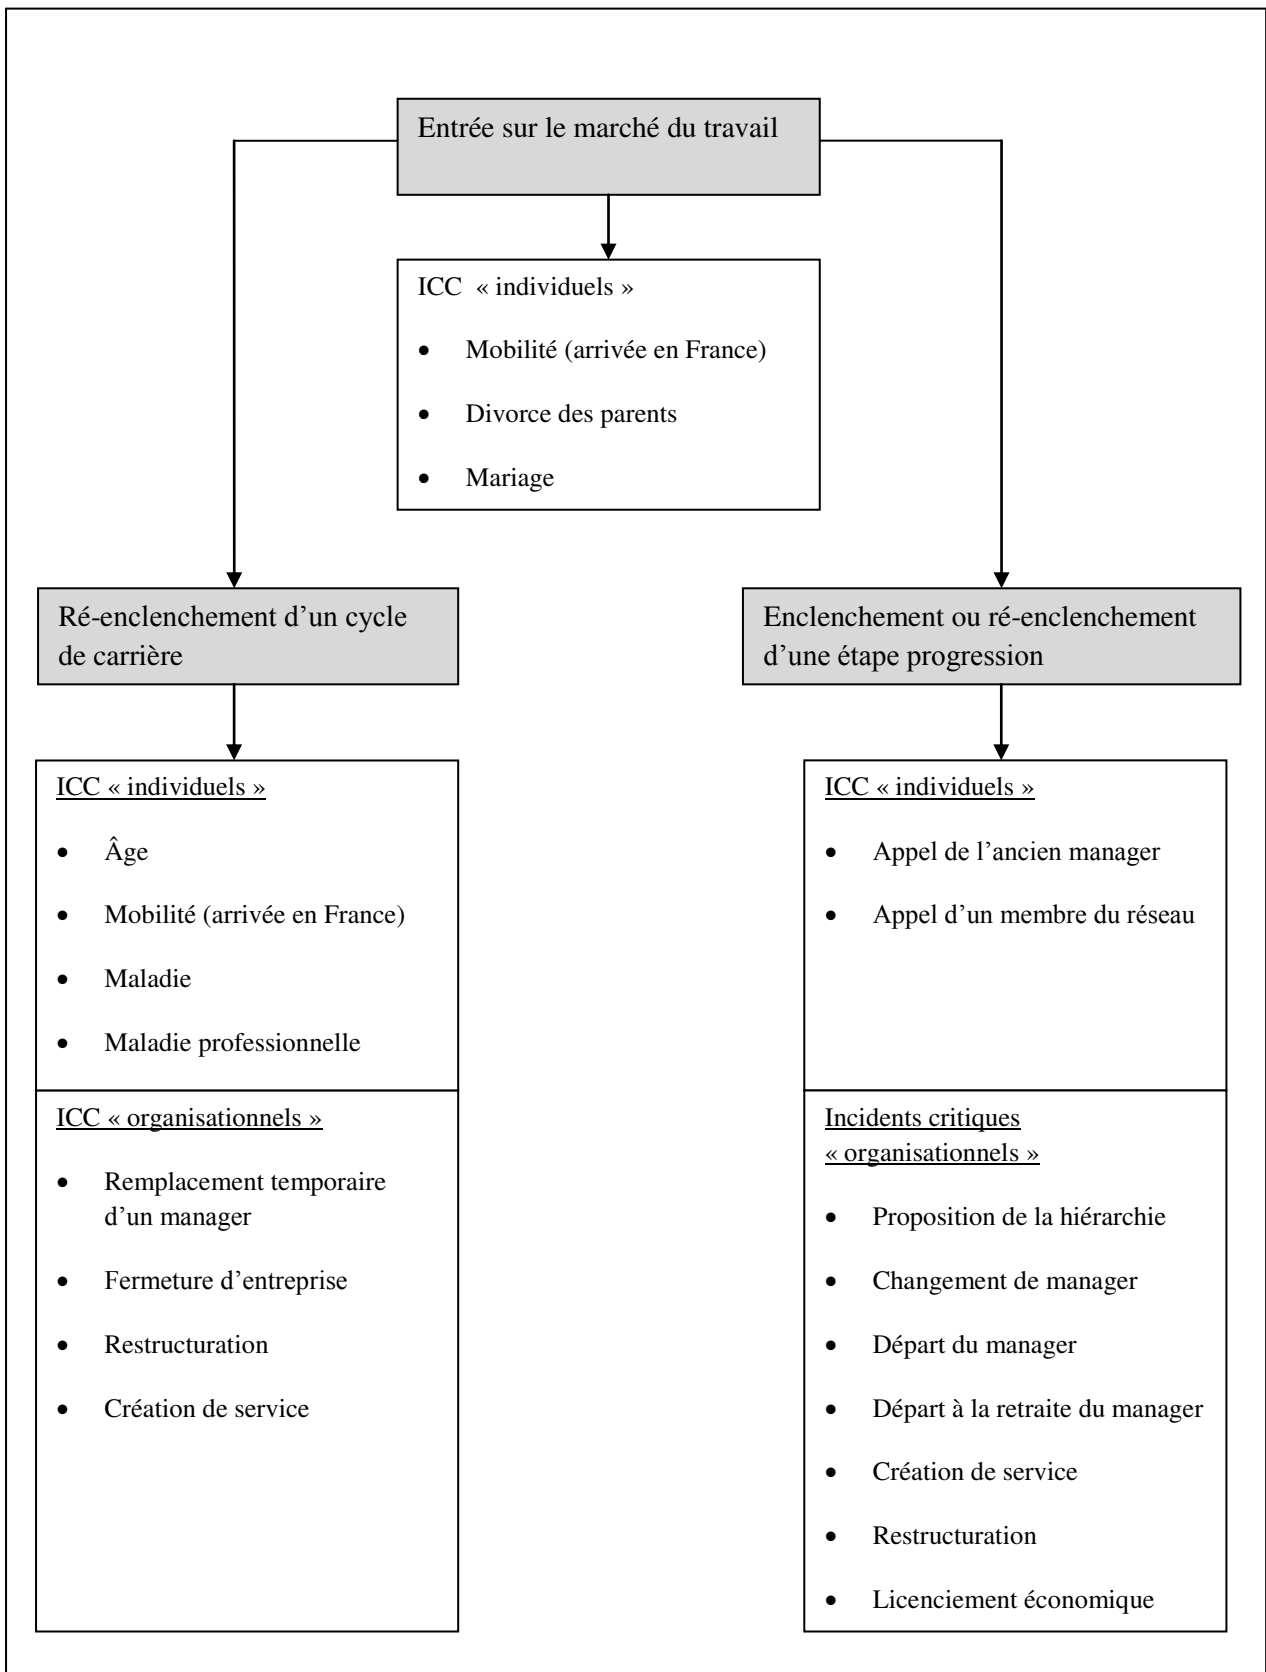 Entrée sur le marché du travail
ICC « individuels »
• Mobilité (arrivée en France)
• Divorce des parents
• Mariage
Ré-enclenchement d’un cycle
de carrière
Enclenchement ou ré-enclenchement
d’une étape progression
ICC « individuels »
• Âge
• Mobilité (arrivée en France)
• Maladie
• Maladie professionnelle
ICC « organisationnels »
• Remplacement temporaire
d’un manager
• Fermeture d’entreprise
• Restructuration
• Création de service
ICC « individuels »
• Appel de l’ancien manager
• Appel d’un membre du réseau
Incidents critiques
« organisationnels »
• Proposition de la hiérarchie
• Changement de manager
• Départ du manager
• Départ à la retraite du manager
• Création de service
• Restructuration
• Licenciement économique